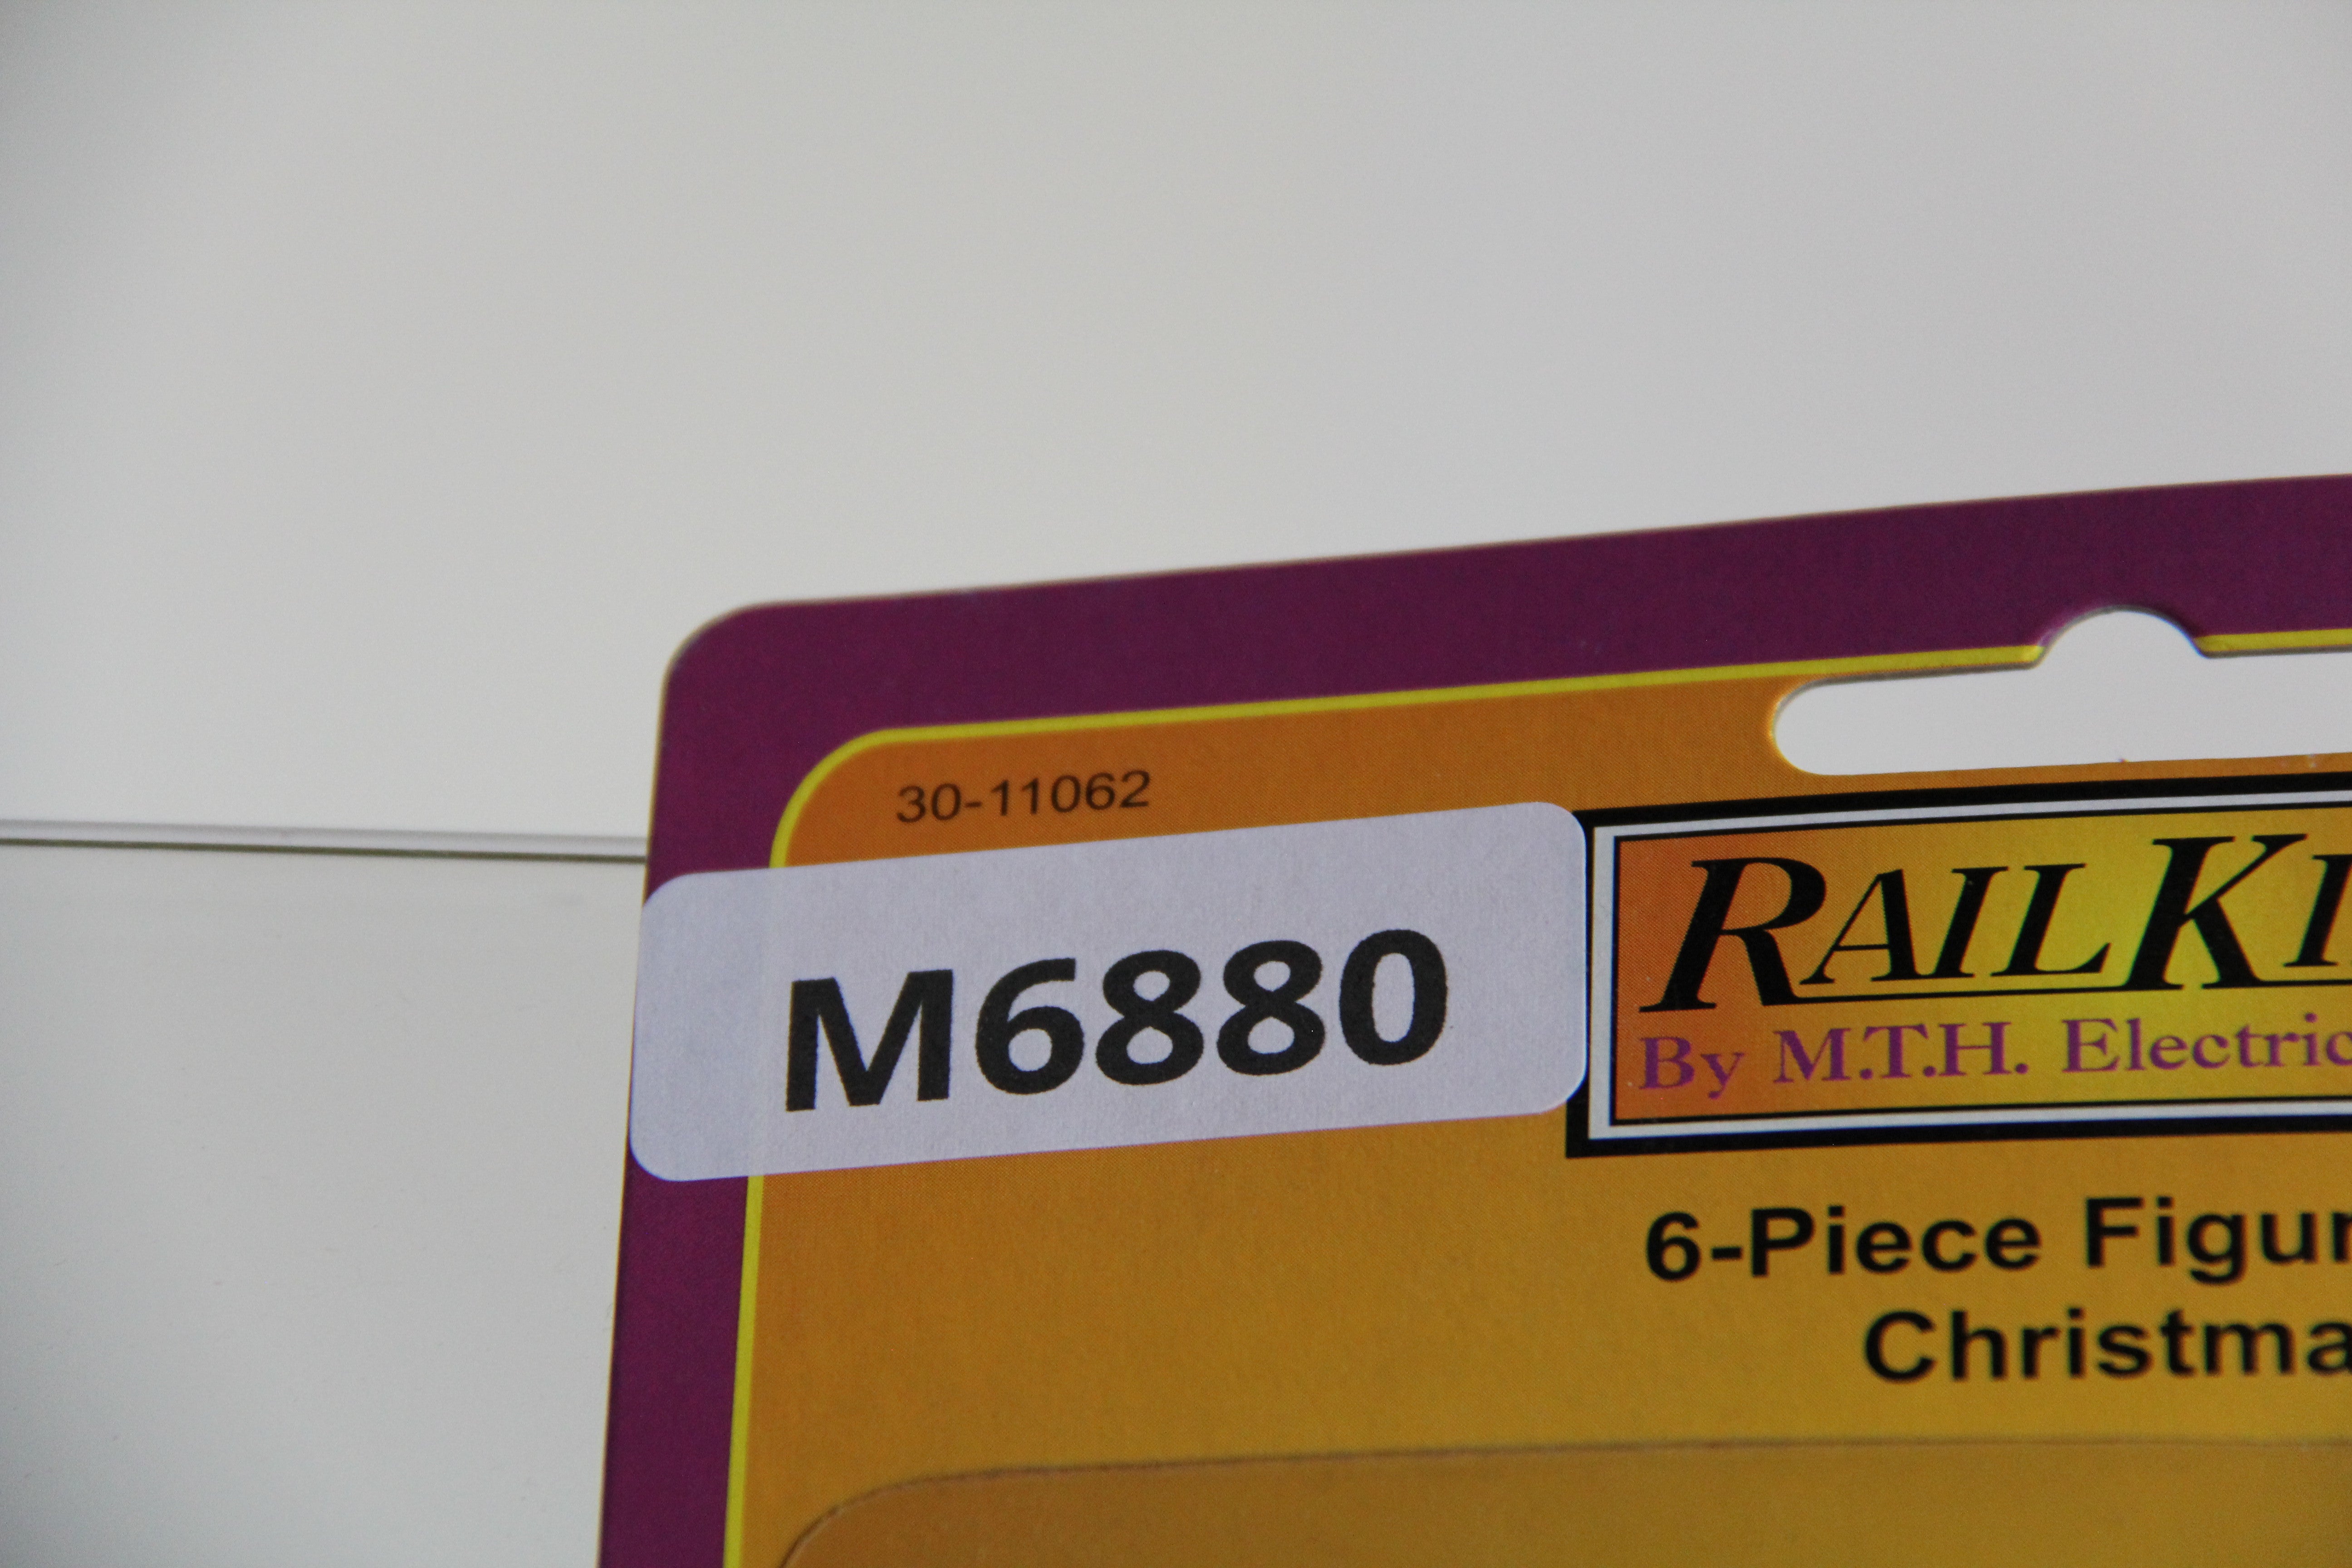 30-11062
M6880
RAILKI
By M.T.H. Electric
6-Piece Figur
Christma